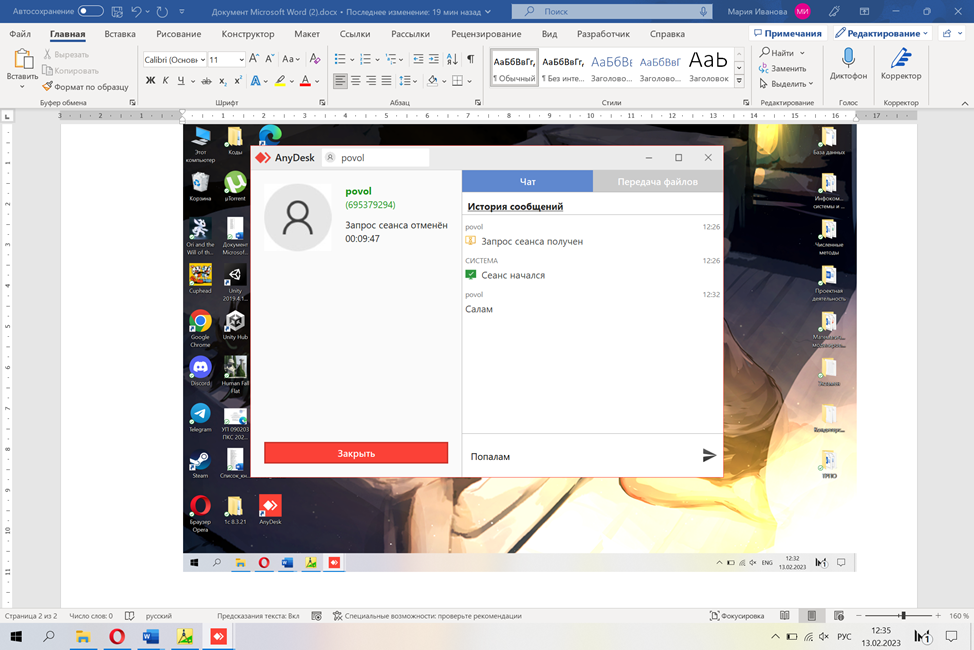 Автосохранение
Документ Microsoft Word (2).docx • Последнее изменение: 19 мин назад
Поиск
Мария Иванова
МИ
Файл Главная Вставка Рисование Конструктор Макет Ссылки Рассылки Рецензирование Вид Разработчик Справка
Примечания
Редактирование
Вставить
Вырезать
Копировать
Формат по образцу
Буфер обмена
Calibri (Основн
11
Шрифт
Абзац
АаБбВвГг, АаБбВвГг, АаБбВ АаБбВвГ АаБ
¶ Обычный ¶ Без инте... Заголово... Заголово... Заголовок
Стили
Найти
Заменить
Выделить
Редактирование
Диктофон
Голос
Корректор
Корректор
Этот компьютер
Коды
Корзина
µTorrent
Ori and the Will of th...
Документ Microsof...
Cuphead
Unity 2019.4.1...
Google Chrome
Unity Hub
Discord
Human Fall Flat
Telegram
УП 090203 ПКС 202...
Steam
Список_кн...
Браузер Opera
1c 8.3.21
AnyDesk
AnyDesk
povol
povol
(695379294)
Запрос сеанса отменён
00:09:47
Закрыть
Чат
Передача файлов
История сообщений
povol 12:26
Запрос сеанса получен
СИСТЕМА 12:26
Сеанс начался
povol 12:32
Салам
Попалам
База данных
Инфоком... системы и ...
Численные методы
Проектная деятельность
Экзамен
ТРПО
ENG
12:32
13.02.2023
Страница 2 из 2
Число слов: 0
русский
Предсказания текста: Вкл
Специальные возможности: проверьте рекомендации
Фокусировка
160 %
РУС
12:35
13.02.2023